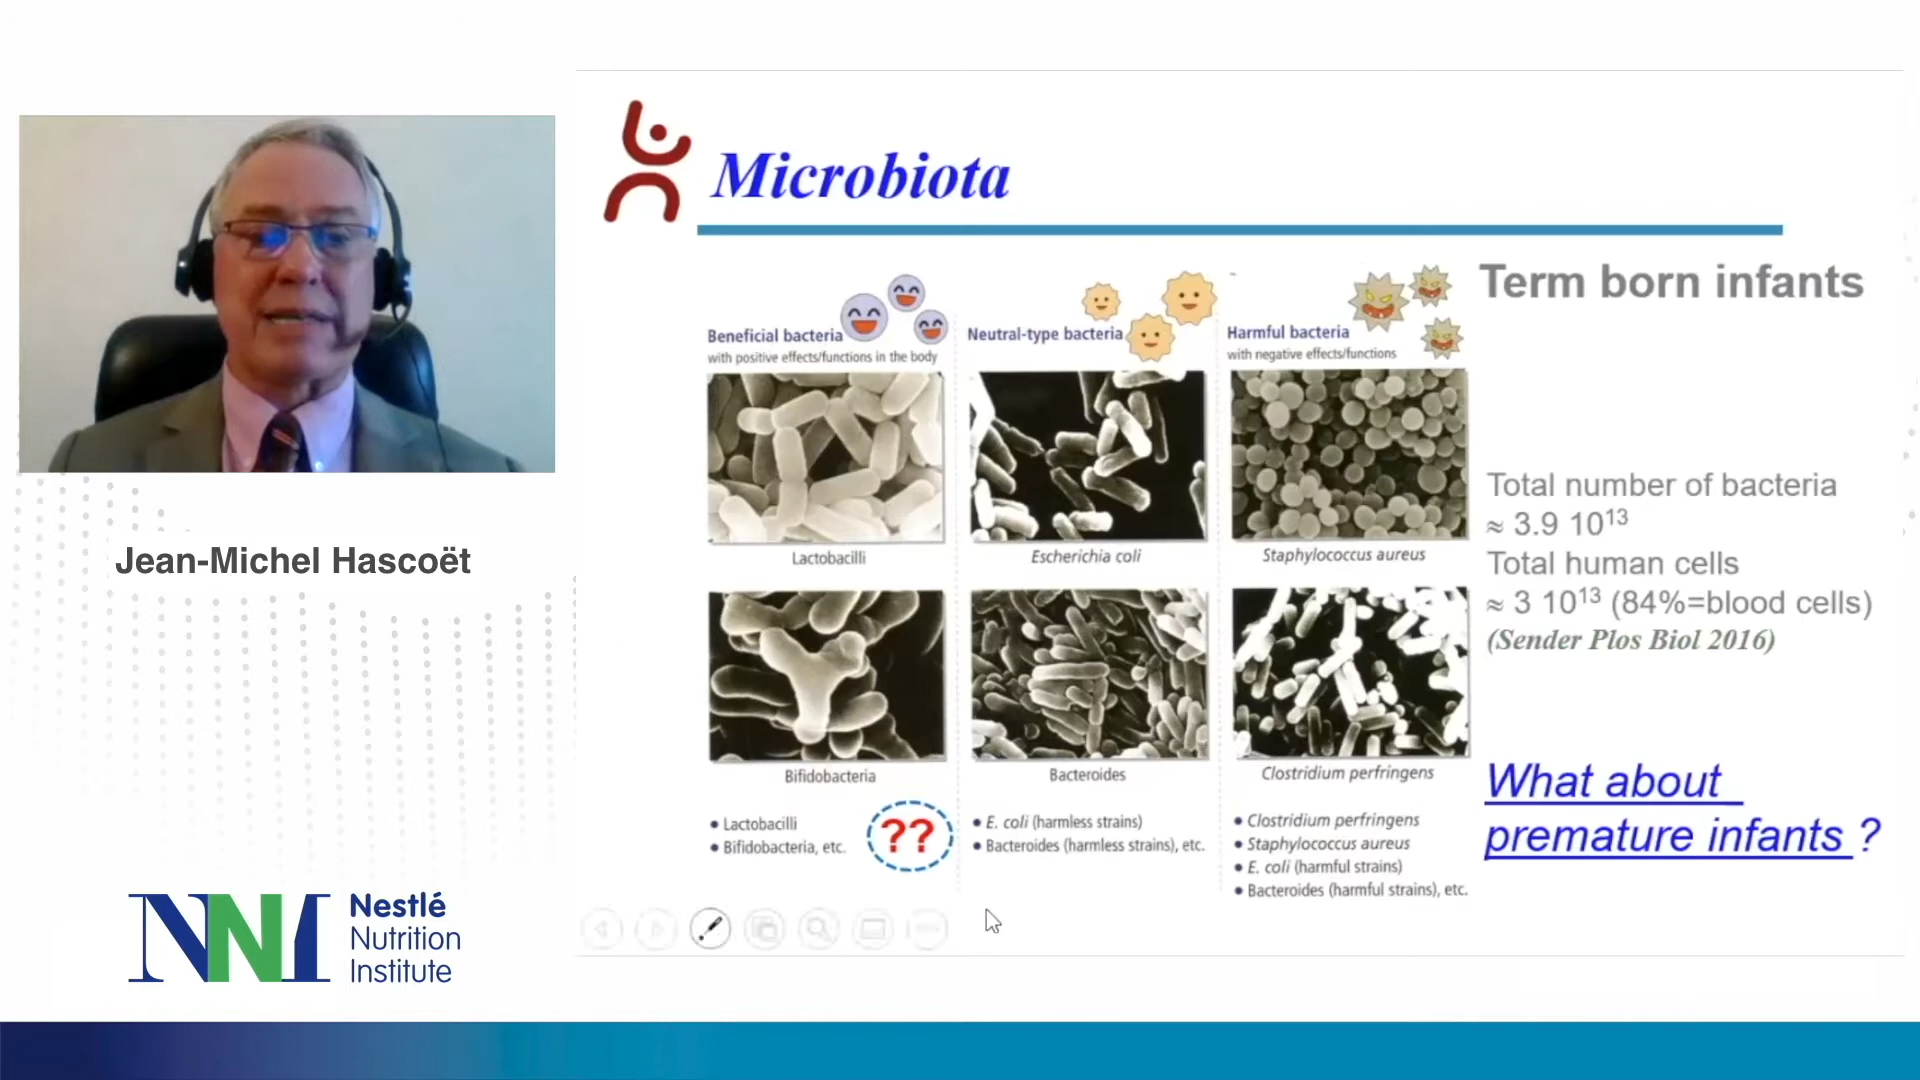 Microbiota
Term born infants
Beneficial bacteria
with positive effects/functions in the body
Neutral-type bacteria
Harmful bacteria
with negative effects/functions
Lactobacilli
Escherichia coli
Staphylococcus aureus
Bifidobacteria
Bacteroides
Clostridium perfringens
• Lactobacilli
• Bifidobacteria, etc.
??
• E. coli (harmless strains)
• Bacteroides (harmless strains), etc.
• Clostridium perfringens
• Staphylococcus aureus
• E. coli (harmful strains)
• Bacteroides (harmful strains), etc.
Total number of bacteria
≈ 3.9 10¹³
Total human cells
≈ 3 10¹³ (84%=blood cells)
(Sender Plos Biol 2016)
What about
premature infants ?
Jean-Michel Hascoët
NNI
Nestlé
Nutrition
Institute